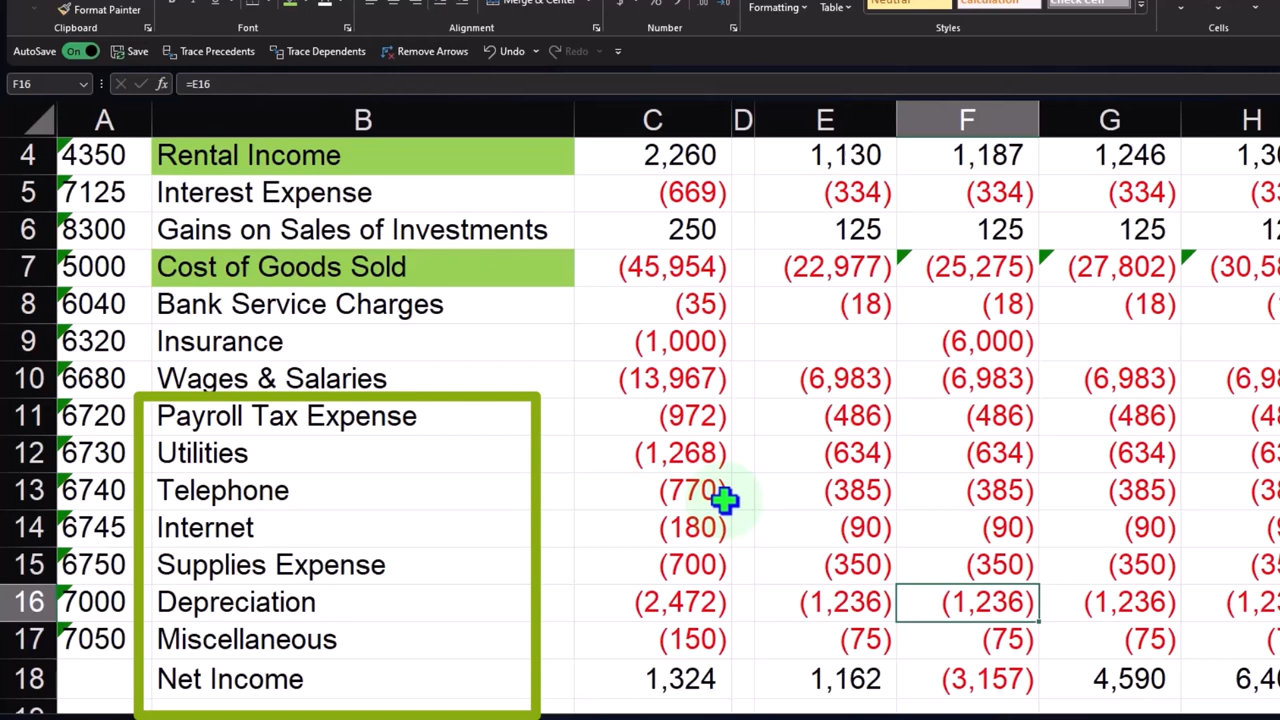 Format Painter Merge & Center Formatting Table Neutral Calculation Check Cell
Clipboard Font Alignment Number Styles Cells
AutoSave On Save Trace Precedents Trace Dependents Remove Arrows Undo Redo
F16 fx =E16
A B C D E F G H
4 4350 Rental Income 2,260 1,130 1,187 1,246
5 7125 Interest Expense (669) (334) (334) (334)
6 8300 Gains on Sales of Investments 250 125 125 125
7 5000 Cost of Goods Sold (45,954) (22,977) (25,275) (27,802)
8 6040 Bank Service Charges (35) (18) (18) (18)
9 6320 Insurance (1,000) (6,000)
10 6680 Wages & Salaries (13,967) (6,983) (6,983) (6,983)
11 6720 Payroll Tax Expense (972) (486) (486) (486)
12 6730 Utilities (1,268) (634) (634) (634)
13 6740 Telephone (770) (385) (385) (385)
14 6745 Internet (180) (90) (90) (90)
15 6750 Supplies Expense (700) (350) (350) (350)
16 7000 Depreciation (2,472) (1,236) (1,236) (1,236)
17 7050 Miscellaneous (150) (75) (75) (75)
18 Net Income 1,324 1,162 (3,157) 4,590